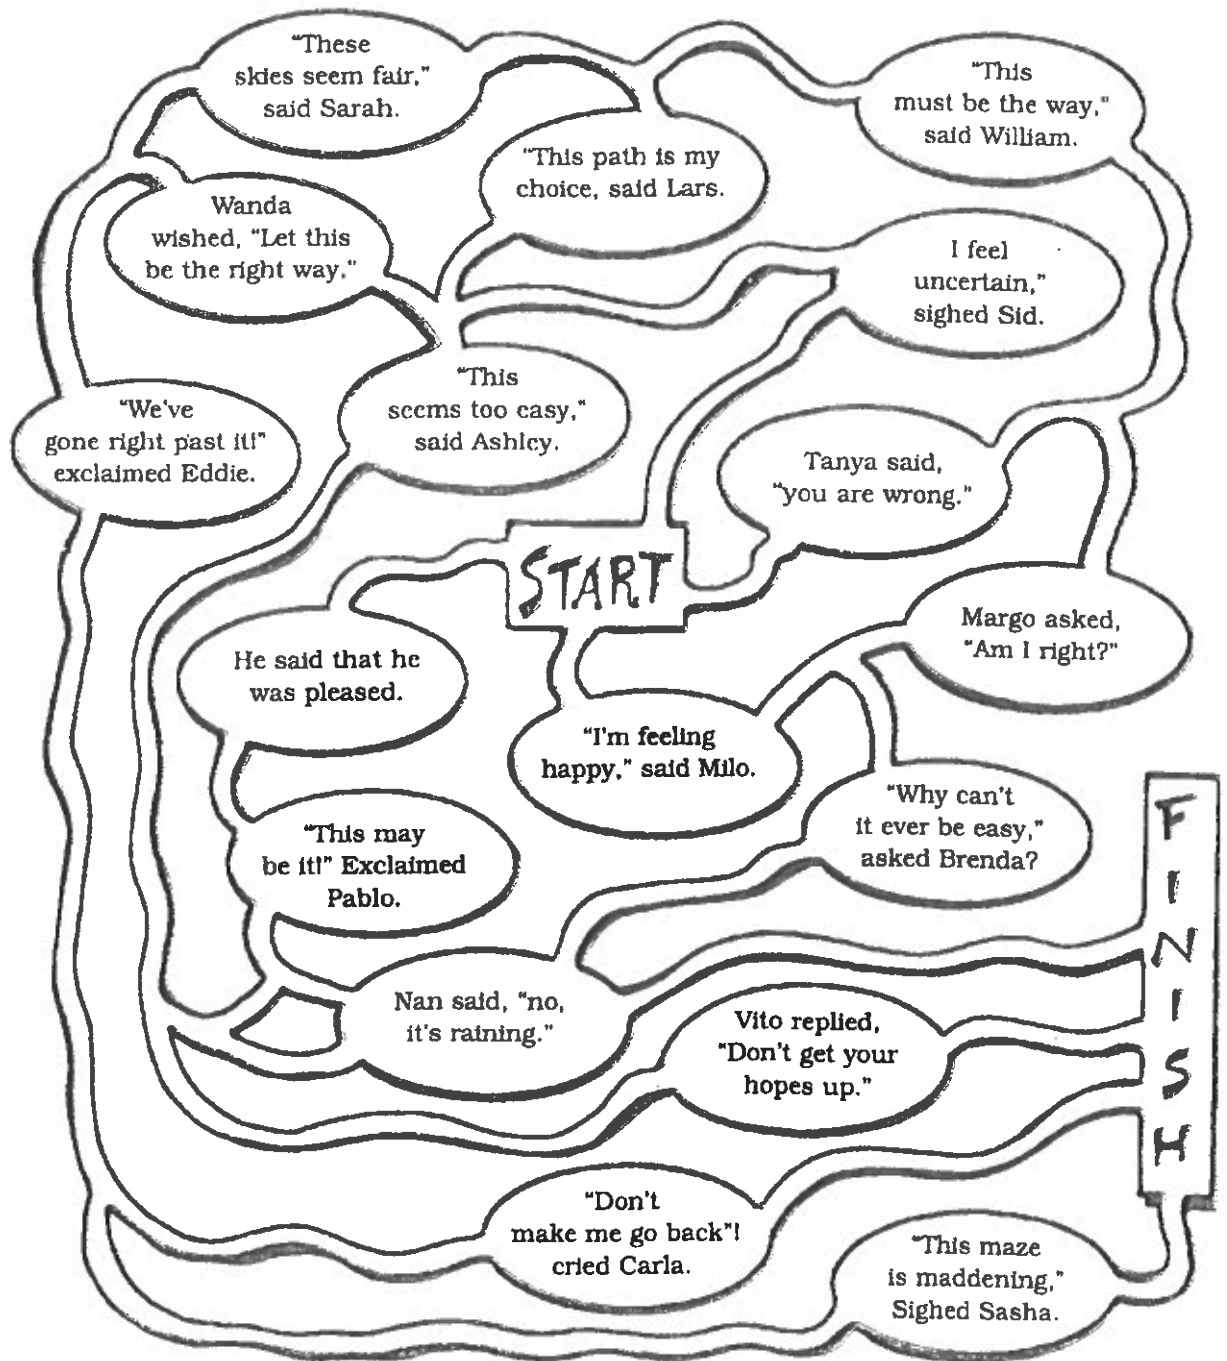 "These
skies seem fair,"
said Sarah.
"This
must be the way,"
said William.
"This path is my
choice, said Lars.
Wanda
wished, "Let this
be the right way."
I feel
uncertain,"
sighed Sid.
"This
seems too easy,"
said Ashley.
"We've
gone right past it!"
exclaimed Eddie.
Tanya said,
"you are wrong."
START
Margo asked,
"Am I right?"
He said that he
was pleased.
"I'm feeling
happy," said Milo.
"Why can't
it ever be easy,"
asked Brenda?
"This may
be it!" Exclaimed
Pablo.
FINISH
Nan said, "no,
it's raining."
Vito replied,
"Don't get your
hopes up."
"Don't
make me go back"!
cried Carla.
"This maze
is maddening,"
Sighed Sasha.